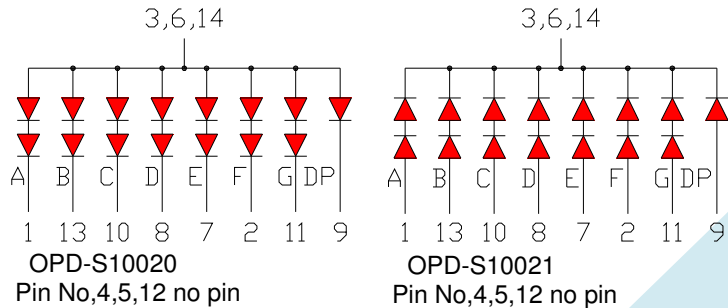 3,6,14
A B C D E F G DP
1 13 10 8 7 2 11 9
OPD-S10020
Pin No,4,5,12 no pin
3,6,14
A B C D E F G DP
1 13 10 8 7 2 11 9
OPD-S10021
Pin No,4,5,12 no pin